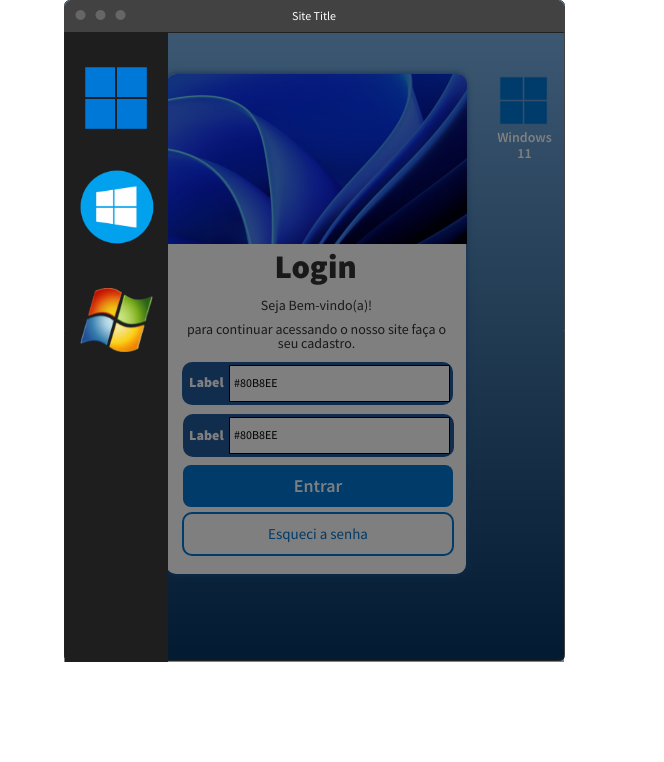 Site Title
Windows
11
Login
Seja Bem-vindo(a)!
para continuar acessando o nosso site faça o
seu cadastro.
Label #80B8EE
Label #80B8EE
Entrar
Esqueci a senha